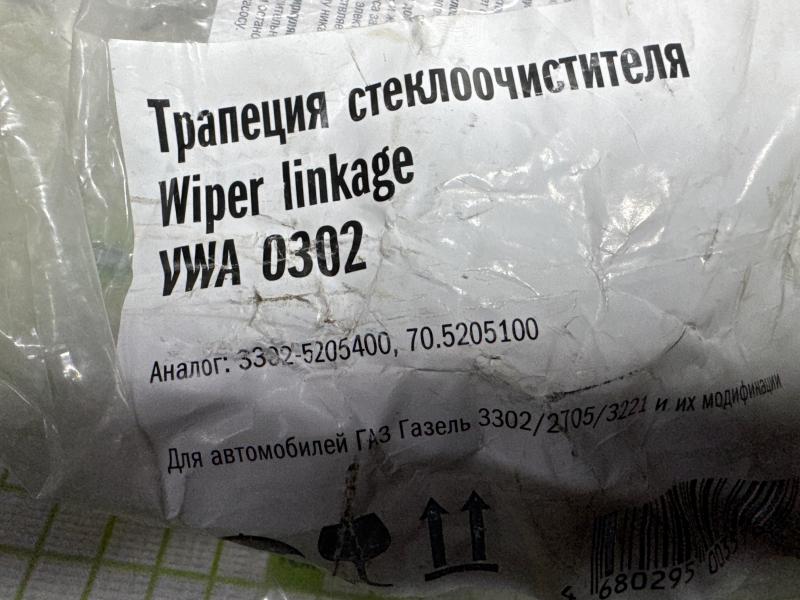 Трапеция стеклоочистителя
Wiper linkage
VWA 0302
Аналог: 3302-5205400, 70.5205100
Для автомобилей ГАЗ Газель 3302/2705/3221 и их модификации
680295